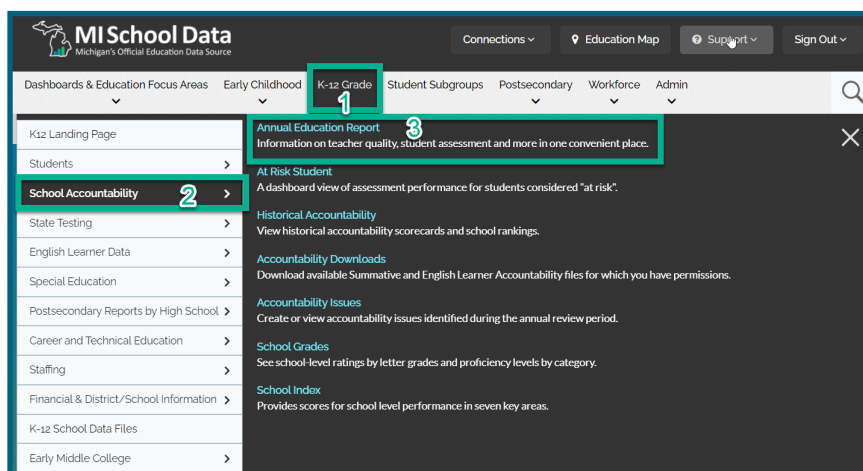 MI School Data
Michigan's Official Education Data Source
Connections
Education Map
Support
Sign Out
Dashboards & Education Focus Areas
Early Childhood
K-12 Grade
Student Subgroups
Postsecondary
Workforce
Admin
1
K12 Landing Page
Students
School Accountability
2
State Testing
English Learner Data
Special Education
Postsecondary Reports by High School
Career and Technical Education
Staffing
Financial & District/School Information
K-12 School Data Files
Early Middle College
Annual Education Report
3
Information on teacher quality, student assessment and more in one convenient place.
At Risk Student
A dashboard view of assessment performance for students considered "at risk".
Historical Accountability
View historical accountability scorecards and school rankings.
Accountability Downloads
Download available Summative and English Learner Accountability files for which you have permissions.
Accountability Issues
Create or view accountability issues identified during the annual review period.
School Grades
See school-level ratings by letter grades and proficiency levels by category.
School Index
Provides scores for school level performance in seven key areas.